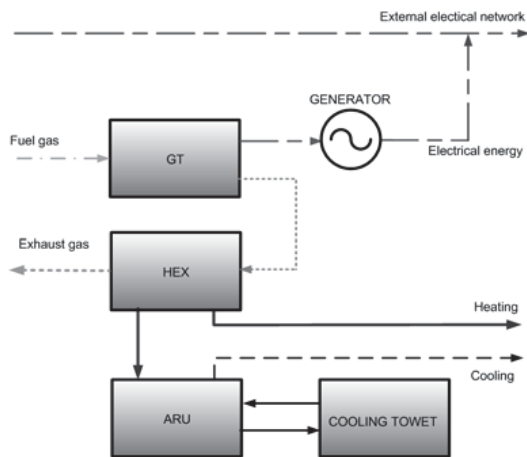 External electical network
GENERATOR
Fuel gas
GT
Electrical energy
Exhaust gas
HEX
Heating
Cooling
ARU
COOLING TOWET